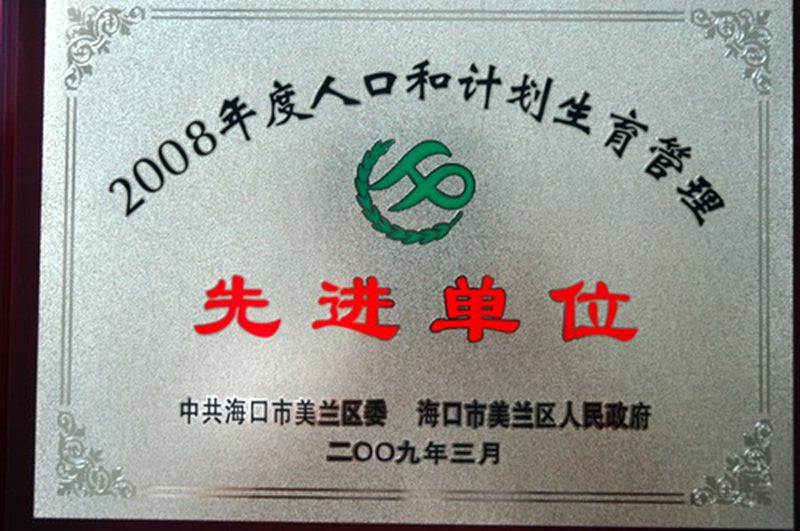 2008年度人口和计划生育管理
先进单位
中共海口市美兰区委 海口市美兰区人民政府
二〇〇九年三月